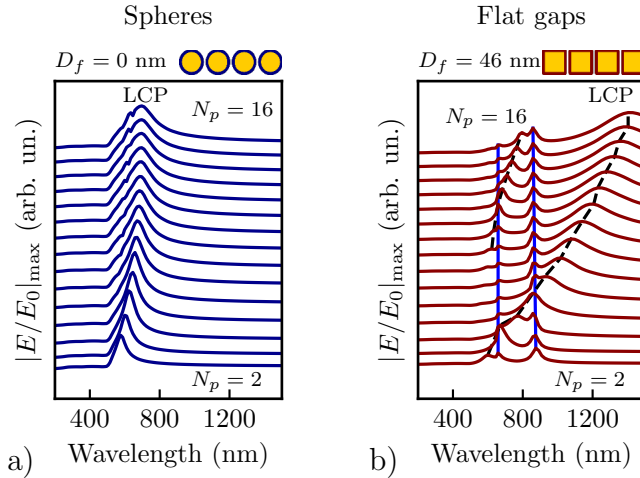 Spheres
D_f = 0 nm
LCP
N_p = 16
N_p = 2
|E/E_0|_max (arb. un.)
400 800 1200
Wavelength (nm)
a)
Flat gaps
D_f = 46 nm
LCP
N_p = 16
N_p = 2
|E/E_0|_max (arb. un.)
400 800 1200
Wavelength (nm)
b)